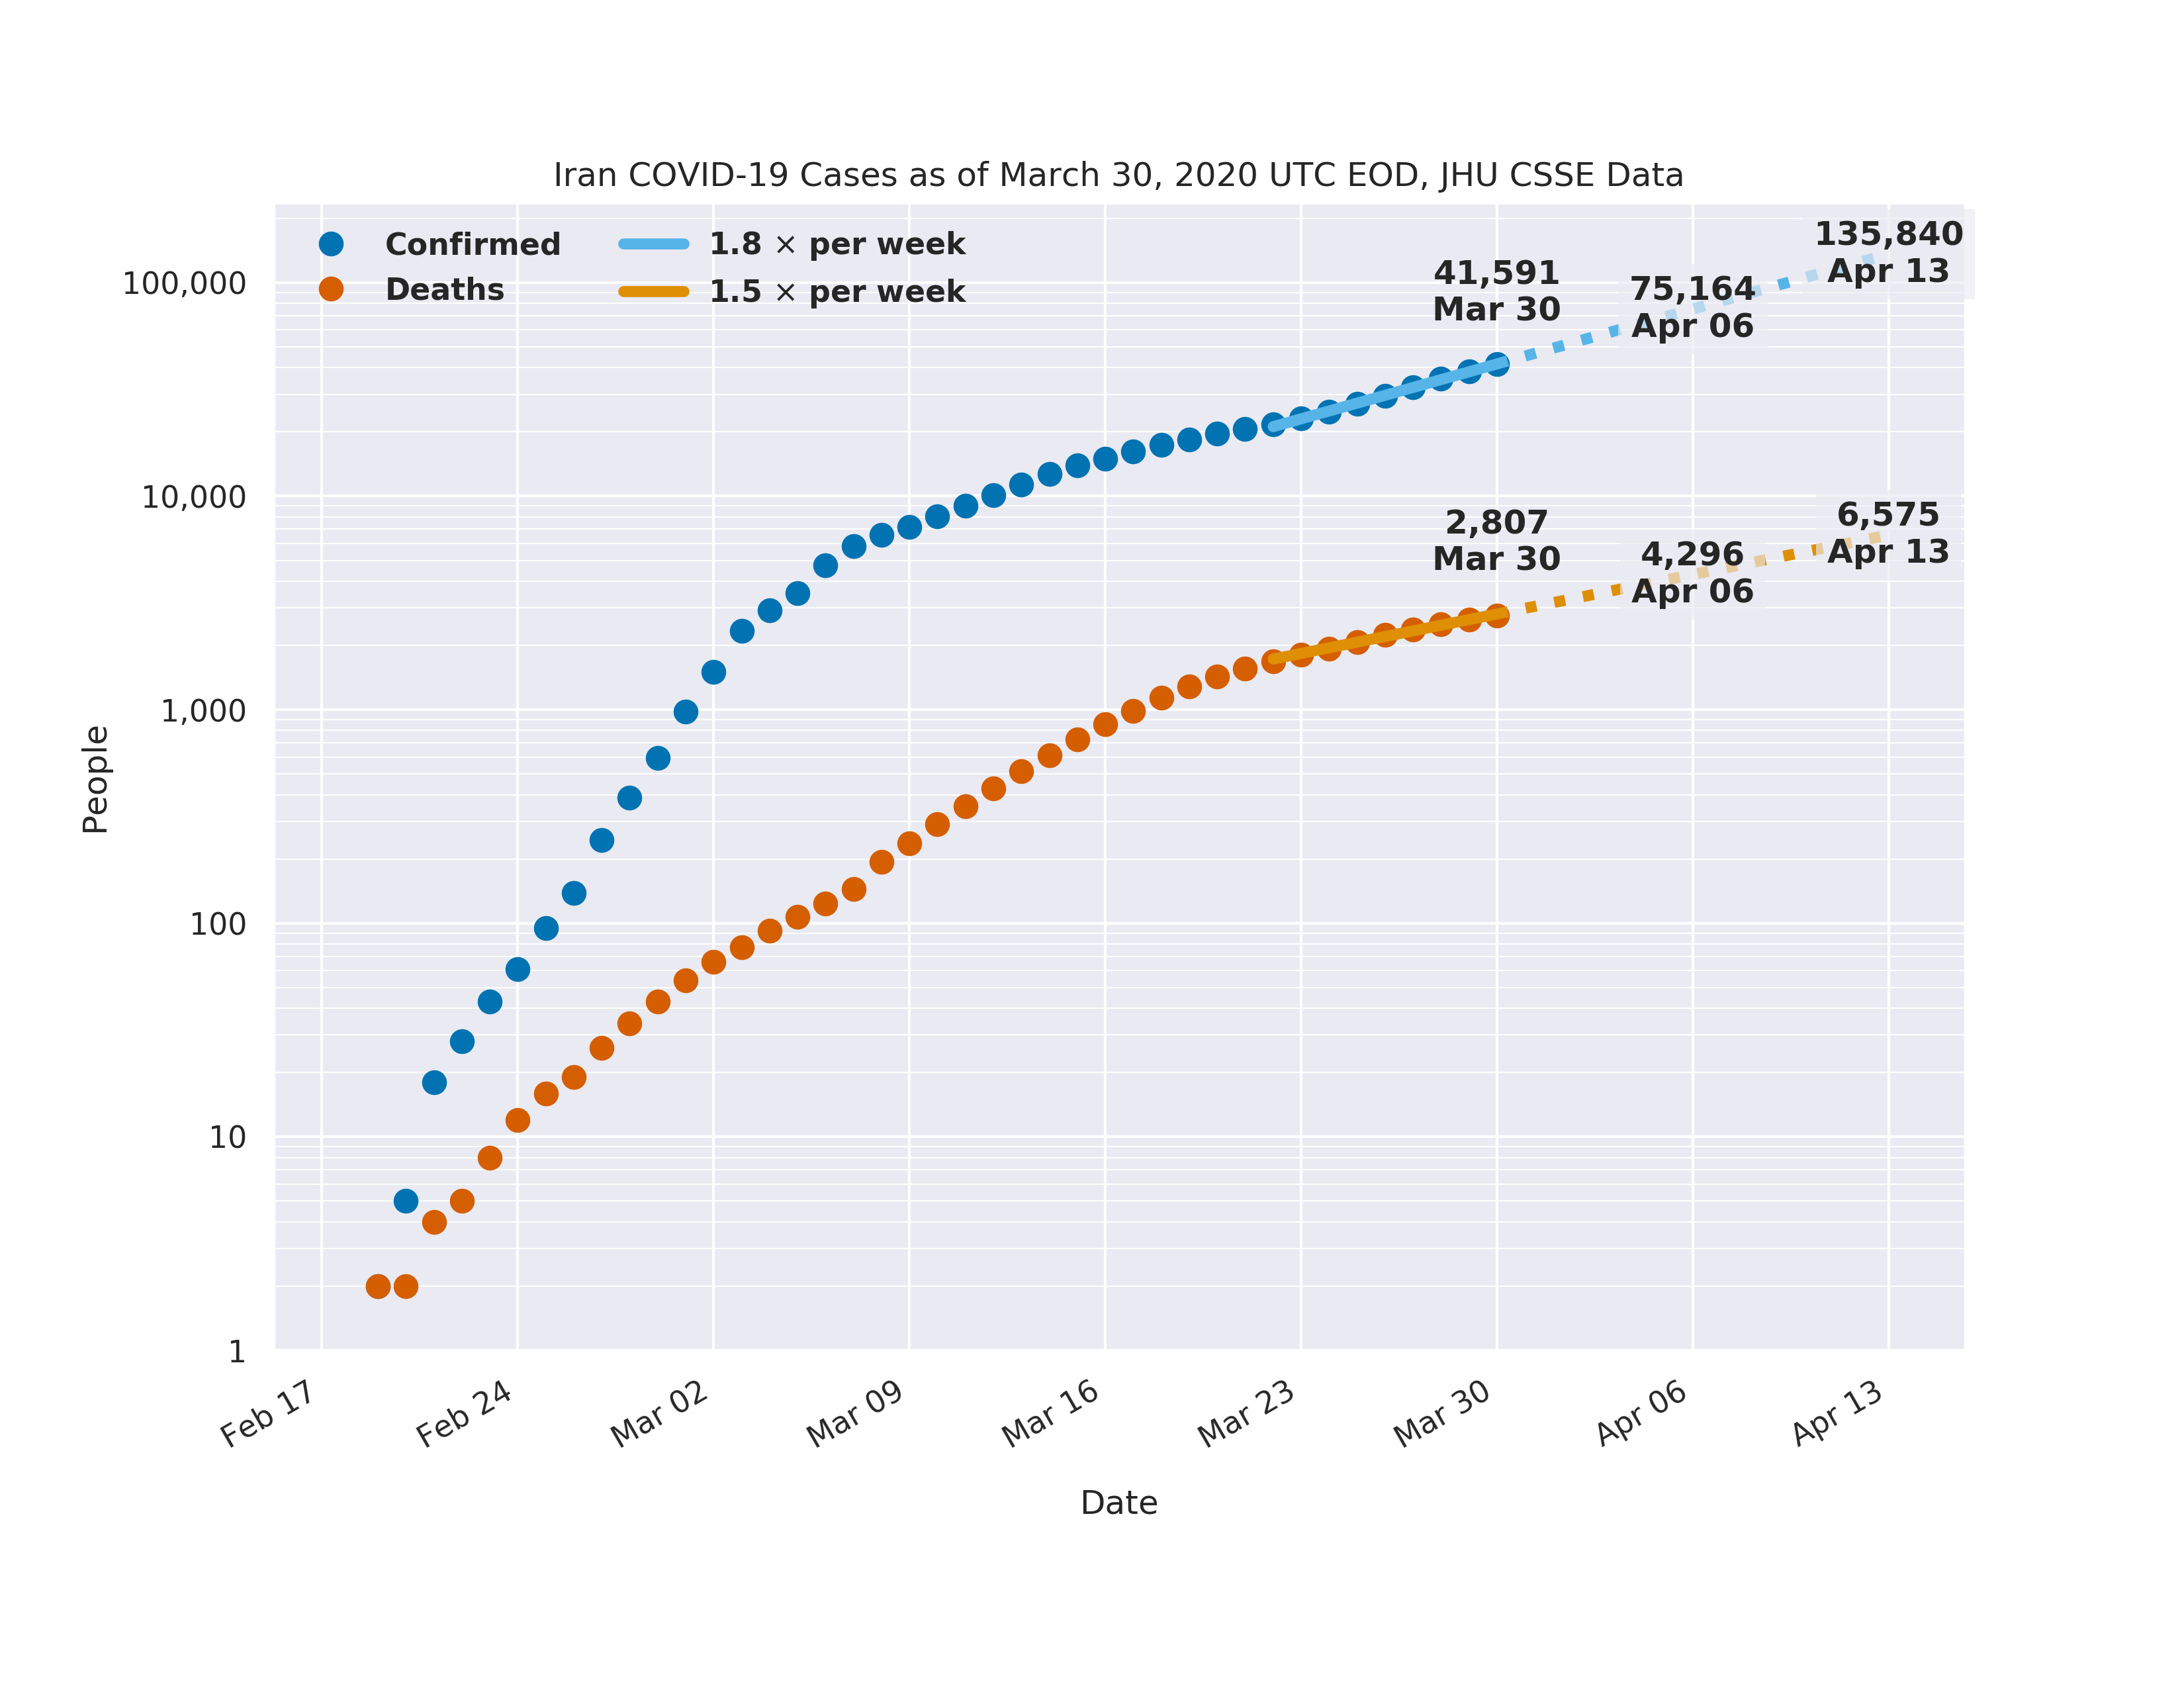 Iran COVID-19 Cases as of March 30, 2020 UTC EOD, JHU CSSE Data
Confirmed
Deaths
1.8 × per week
1.5 × per week
135,840
Apr 13
41,591
Mar 30
75,164
Apr 06
6,575
Apr 13
2,807
Mar 30
4,296
Apr 06
People
100,000
10,000
1,000
100
10
1
Feb 17
Feb 24
Mar 02
Mar 09
Mar 16
Mar 23
Mar 30
Apr 06
Apr 13
Date